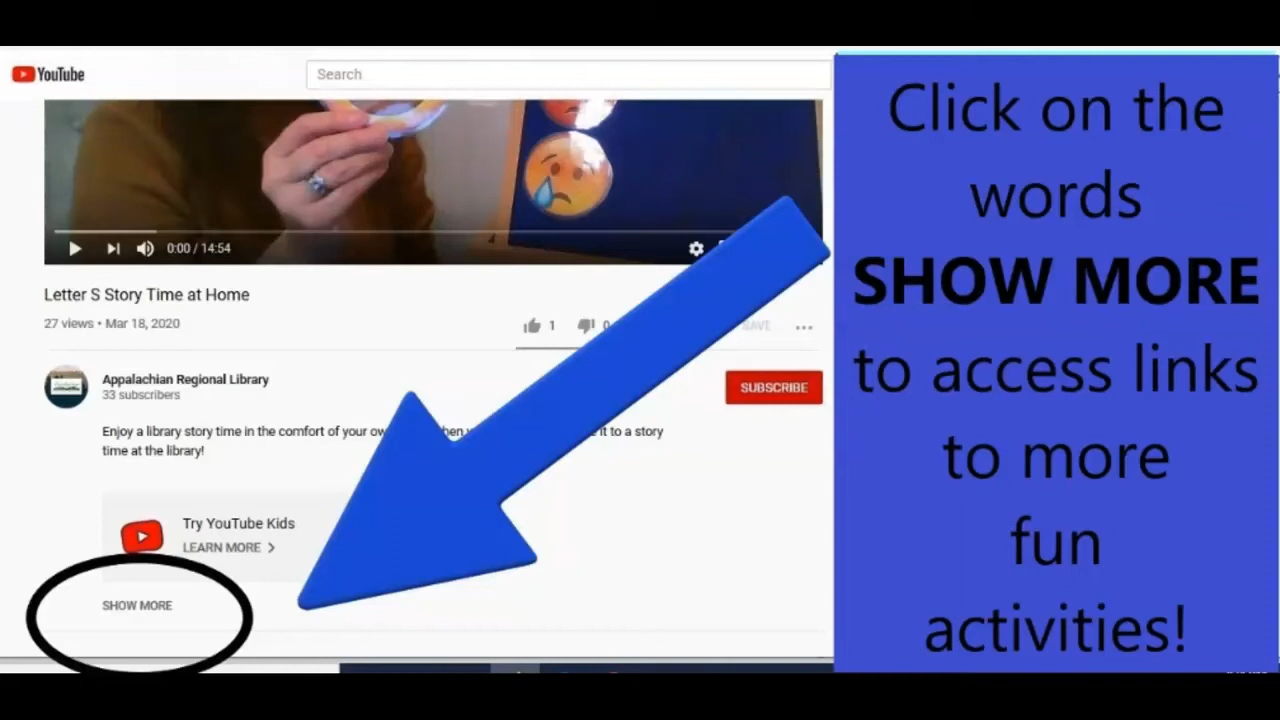 YouTube
Search
0:00 / 14:54
Letter S Story Time at Home
27 views • Mar 18, 2020
1
0
SAVE
Appalachian Regional Library
33 subscribers
SUBSCRIBE
Enjoy a library story time in the comfort of your it to a story
time at the library!
Try YouTube Kids
LEARN MORE
SHOW MORE
Click on the
words
SHOW MORE
to access links
to more
fun
activities!